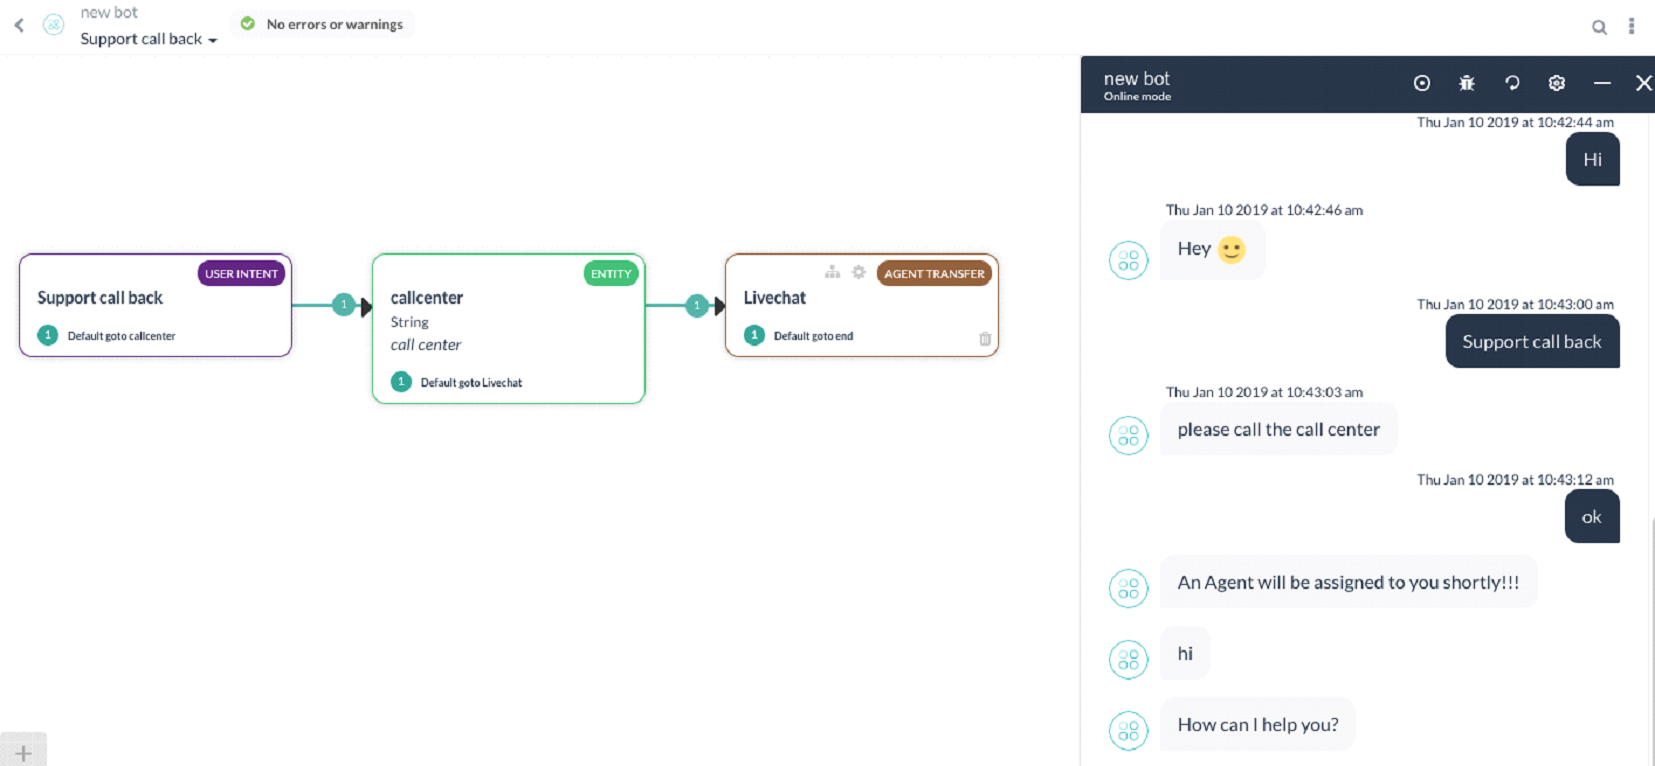 new bot
Support call back
No errors or warnings
USER INTENT
Support call back
1 Default goto callcenter
1
ENTITY
callcenter
String
call center
1 Default goto Livechat
1
AGENT TRANSFER
Livechat
1 Default goto end
new bot
Online mode
Thu Jan 10 2019 at 10:42:44 am
Hi
Thu Jan 10 2019 at 10:42:46 am
Hey
Thu Jan 10 2019 at 10:43:00 am
Support call back
Thu Jan 10 2019 at 10:43:03 am
please call the call center
Thu Jan 10 2019 at 10:43:12 am
ok
An Agent will be assigned to you shortly!!!
hi
How can I help you?